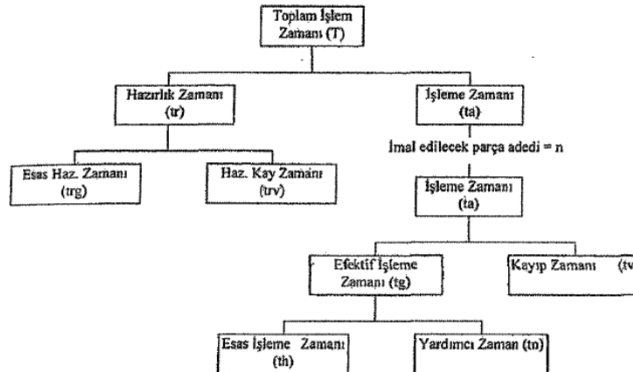 Toplam İşlem
Zamanı (T)
Hazırlık Zamanı
(tr)
İşleme Zamanı
(ta)
İmal edilecek parça adedi = n
Esas Haz. Zamanı
(trg)
Haz. Kay Zamanı
(trv)
İşleme Zamanı
(ta)
Efektif İşleme
Zamanı (tg)
Kayıp Zamanı (tv
Esas İşleme Zamanı
(th)
Yardımcı Zaman (tn)